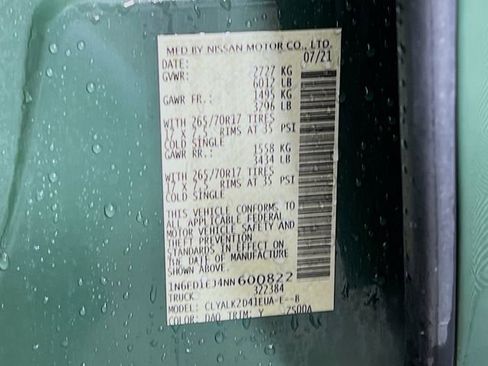 MFD BY NISSAN MOTOR CO., LTD.
DATE: 07/21
GVWR: 2727 KG
6012 LB
GAWR FR.: 1495 KG
3296 LB
WITH 265/70R17 TIRES
17 X 7.5 RIMS AT 35 PSI
COLD SINGLE
GAWR RR.: 1558 KG
3434 LB
WITH 265/70R17 TIRES
17 X 7.5 RIMS AT 35 PSI
COLD SINGLE
THIS VEHICLE CONFORMS TO
ALL APPLICABLE FEDERAL
MOTOR VEHICLE SAFETY AND
THEFT PREVENTION
STANDARDS IN EFFECT ON
THE DATE OF MANUFACTURE
600822
TRUCK 322384
MODEL: CLYALK2D41EUA-E--B
COLOR: DAQ TRIM: Y